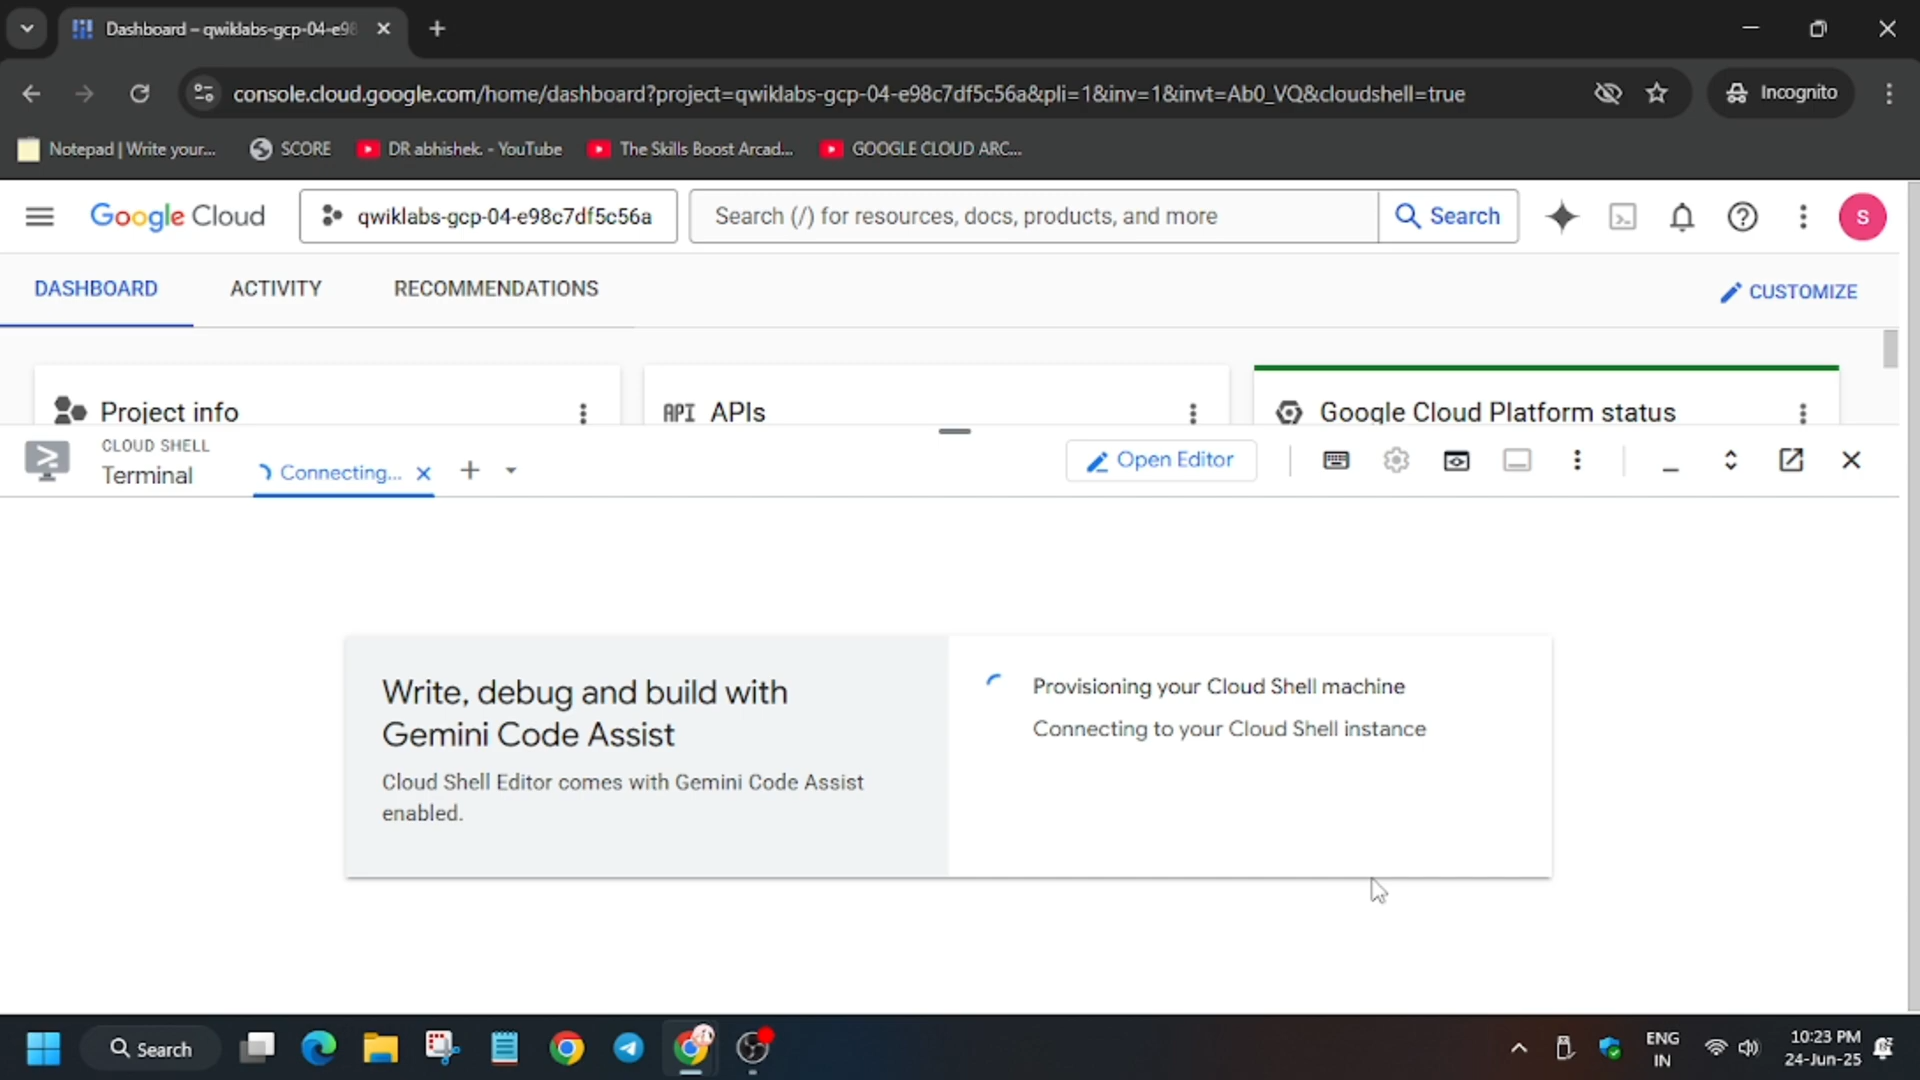 Dashboard – qwiklabs-gcp-04-e98
console.cloud.google.com/home/dashboard?project=qwiklabs-gcp-04-e98c7df5c56a&pli=1&inv=1&invt=Ab0_VQ&cloudshell=true
Incognito
Notepad | Write your...
SCORE
DR abhishek. - YouTube
The Skills Boost Arcad...
GOOGLE CLOUD ARC...
Google Cloud
qwiklabs-gcp-04-e98c7df5c56a
Search (/) for resources, docs, products, and more
Search
S
DASHBOARD
ACTIVITY
RECOMMENDATIONS
CUSTOMIZE
Project info
API APIs
Google Cloud Platform status
CLOUD SHELL
Terminal
Connecting...
Open Editor
Write, debug and build with
Gemini Code Assist
Cloud Shell Editor comes with Gemini Code Assist
enabled.
Provisioning your Cloud Shell machine
Connecting to your Cloud Shell instance
Search
ENG
IN
10:23 PM
24-Jun-25